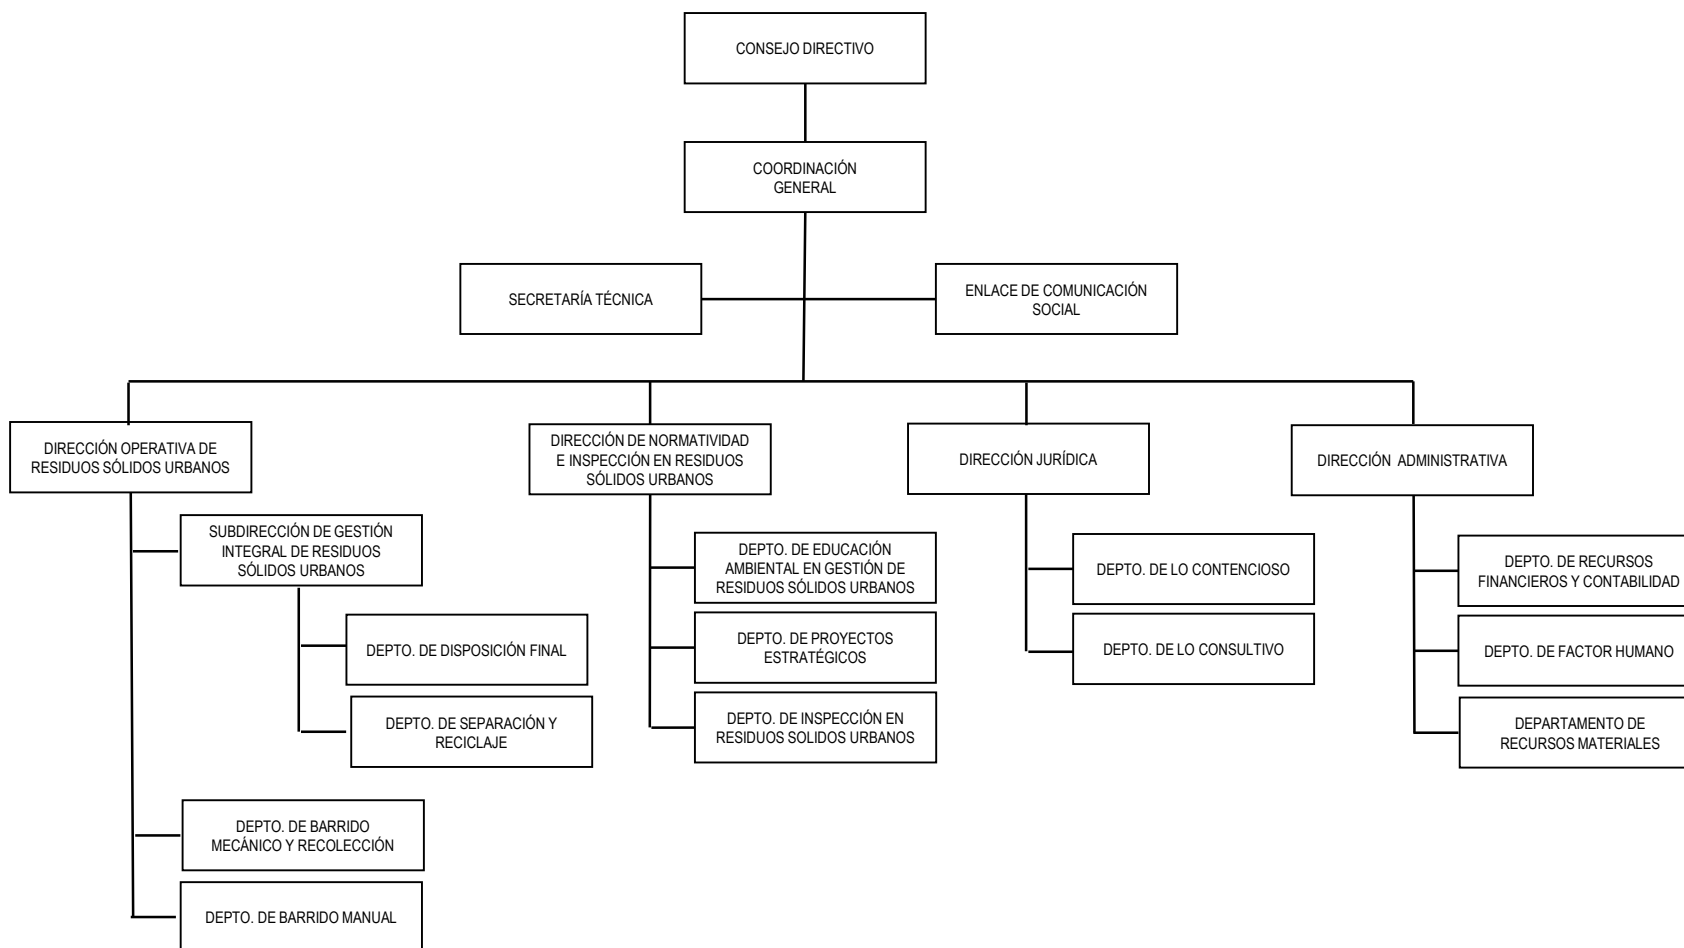 CONSEJO DIRECTIVO
COORDINACIÓN
GENERAL
SECRETARÍA TÉCNICA
ENLACE DE COMUNICACIÓN
SOCIAL
DIRECCIÓN OPERATIVA DE
RESIDUOS SÓLIDOS URBANOS
SUBDIRECCIÓN DE GESTIÓN
INTEGRAL DE RESIDUOS
SÓLIDOS URBANOS
DEPTO. DE DISPOSICIÓN FINAL
DEPTO. DE SEPARACIÓN Y
RECICLAJE
DEPTO. DE BARRIDO
MECÁNICO Y RECOLECCIÓN
DEPTO. DE BARRIDO MANUAL
DIRECCIÓN DE NORMATIVIDAD
E INSPECCIÓN EN RESIDUOS
SÓLIDOS URBANOS
DEPTO. DE EDUCACIÓN
AMBIENTAL EN GESTIÓN DE
RESIDUOS SÓLIDOS URBANOS
DEPTO. DE PROYECTOS
ESTRATÉGICOS
DEPTO. DE INSPECCIÓN EN
RESIDUOS SOLIDOS URBANOS
DIRECCIÓN JURÍDICA
DEPTO. DE LO CONTENCIOSO
DEPTO. DE LO CONSULTIVO
DIRECCIÓN ADMINISTRATIVA
DEPTO. DE RECURSOS
FINANCIEROS Y CONTABILIDAD
DEPTO. DE FACTOR HUMANO
DEPARTAMENTO DE
RECURSOS MATERIALES